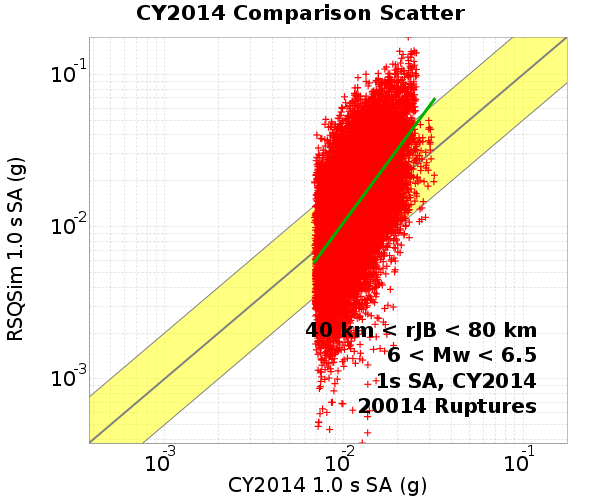 CY2014 Comparison Scatter
RSQSim 1.0 s SA (g)
10-1
10-2
10-3
40 km < rJB < 80 km
6 < Mw < 6.5
1s SA, CY2014
20014 Ruptures
10-3 10-2 10-1
CY2014 1.0 s SA (g)